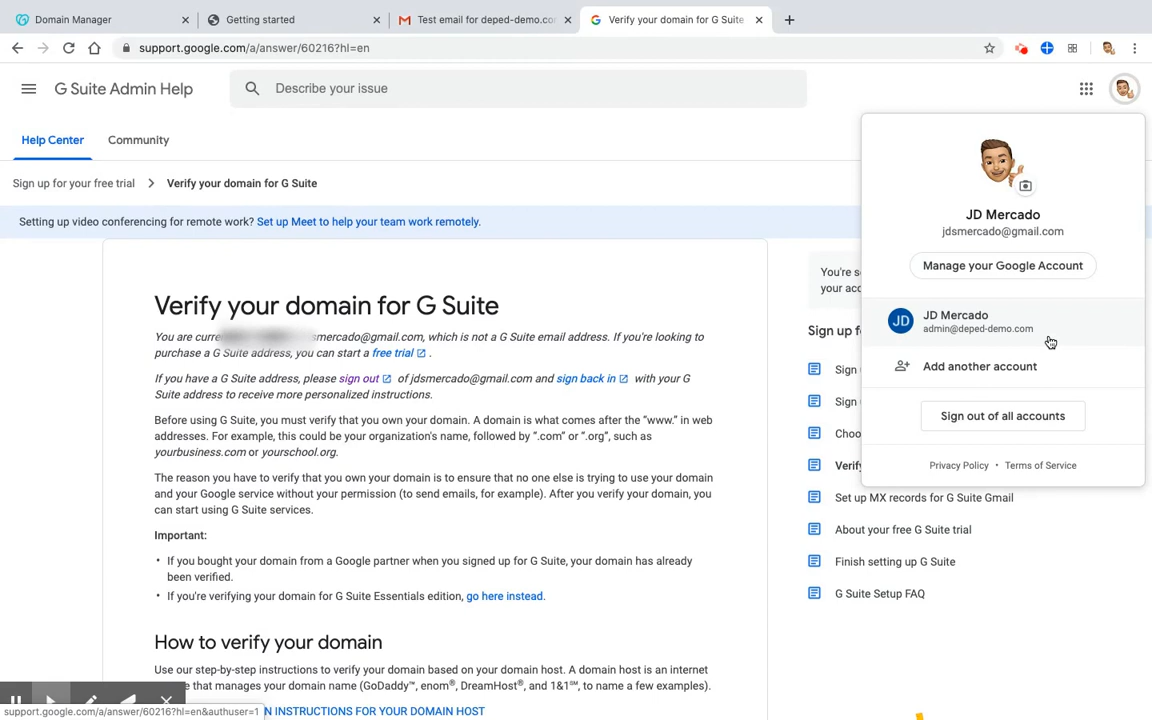 Domain Manager
Getting started
Test email for deped-demo.co
Verify your domain for G Suite
support.google.com/a/answer/60216?hl=en
G Suite Admin Help
Describe your issue
Help Center
Community
Sign up for your free trial
Verify your domain for G Suite
Setting up video conferencing for remote work? Set up Meet to help your team work remotely.
JD Mercado
jdsmercado@gmail.com
Manage your Google Account
JD
JD Mercado
admin@deped-demo.com
Add another account
Sign out of all accounts
Privacy Policy • Terms of Service
Verify your domain for G Suite
You are curre smercado@gmail.com, which is not a G Suite email address. If you're looking to
purchase a G Suite address, you can start a free trial .
If you have a G Suite address, please sign out of jdsmercado@gmail.com and sign back in with your G
Suite address to receive more personalized instructions.
Before using G Suite, you must verify that you own your domain. A domain is what comes after the "www." in web
addresses. For example, this could be your organization's name, followed by ".com" or ".org", such as
yourbusiness.com or yourschool.org.
The reason you have to verify that you own your domain is to ensure that no one else is trying to use your domain
and your Google service without your permission (to send emails, for example). After you verify your domain, you
can start using G Suite services.
Important:
• If you bought your domain from a Google partner when you signed up for G Suite, your domain has already
been verified.
• If you're verifying your domain for G Suite Essentials edition, go here instead.
How to verify your domain
Use our step-by-step instructions to verify your domain based on your domain host. A domain host is an internet
e that manages your domain name (GoDaddy™, enom®, DreamHost®, and 1&1℠, to name a few examples).
N INSTRUCTIONS FOR YOUR DOMAIN HOST
You're s
your acc
Sign up f
Sign
Sign
Choo
Verify
Set up MX records for G Suite Gmail
About your free G Suite trial
Finish setting up G Suite
G Suite Setup FAQ
support.google.com/a/answer/60216?hl=en&authuser=1